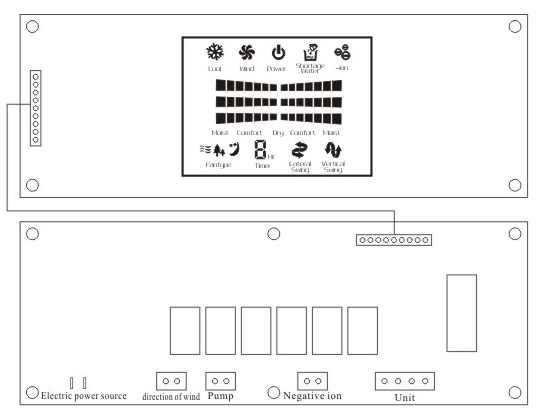 Cool Wind Power Shortage Water -ion
Moist Comfort Dry Comfort Moist
8 Hr
Fantype Timer Lateral Swing Vertical Swing
Electric power source direction of wind Pump Negative ion Unit